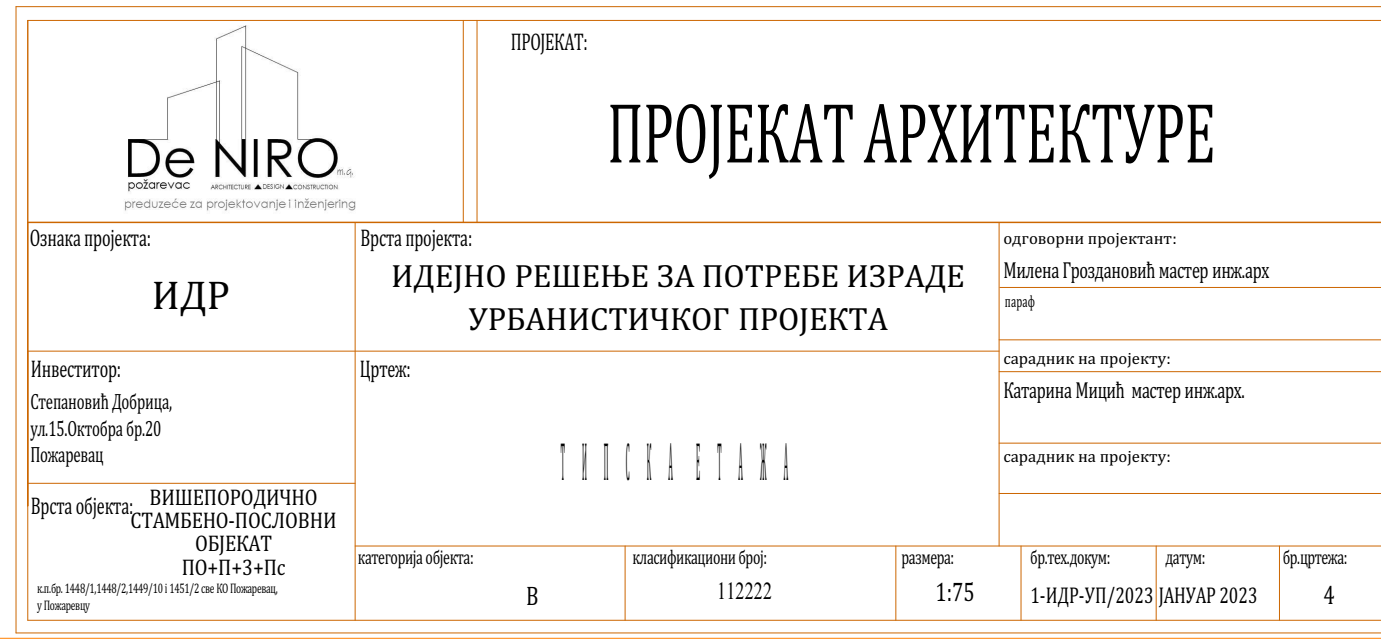 De NIRO m.a.
požarevac ARCHITECTURE ▲ DESIGN ▲ CONSTRUCTION
preduzeće za projektovanje i inženjering
ПРОЈЕКАТ:
ПРОЈЕКАТ АРХИТЕКТУРЕ
Ознака пројекта:
ИДР
Врста пројекта:
ИДЕЈНО РЕШЕЊЕ ЗА ПОТРЕБЕ ИЗРАДЕ
УРБАНИСТИЧКОГ ПРОЈЕКТА
одговорни пројектант:
Милена Гроздановић мастер инж.арх
параф
Инвеститор:
Степановић Добрица,
ул.15.Октобра бр.20
Пожаревац
Цртеж:
ТИПСКА ЕТАЖА
сарадник на пројекту:
Катарина Мицић мастер инж.арх.
сарадник на пројекту:
Врста објекта: ВИШЕПОРОДИЧНО
СТАМБЕНО-ПОСЛОВНИ
ОБЈЕКАТ
ПО+П+3+Пс
к.п.бр. 1448/1,1448/2,1449/10 i 1451/2 све КО Пожаревац,
у Пожаревцу
категорија објекта:
В
класификациони број:
112222
размера:
1:75
бр.тех.докум:
1-ИДР-УП/2023
датум:
ЈАНУАР 2023
бр.цртежа:
4